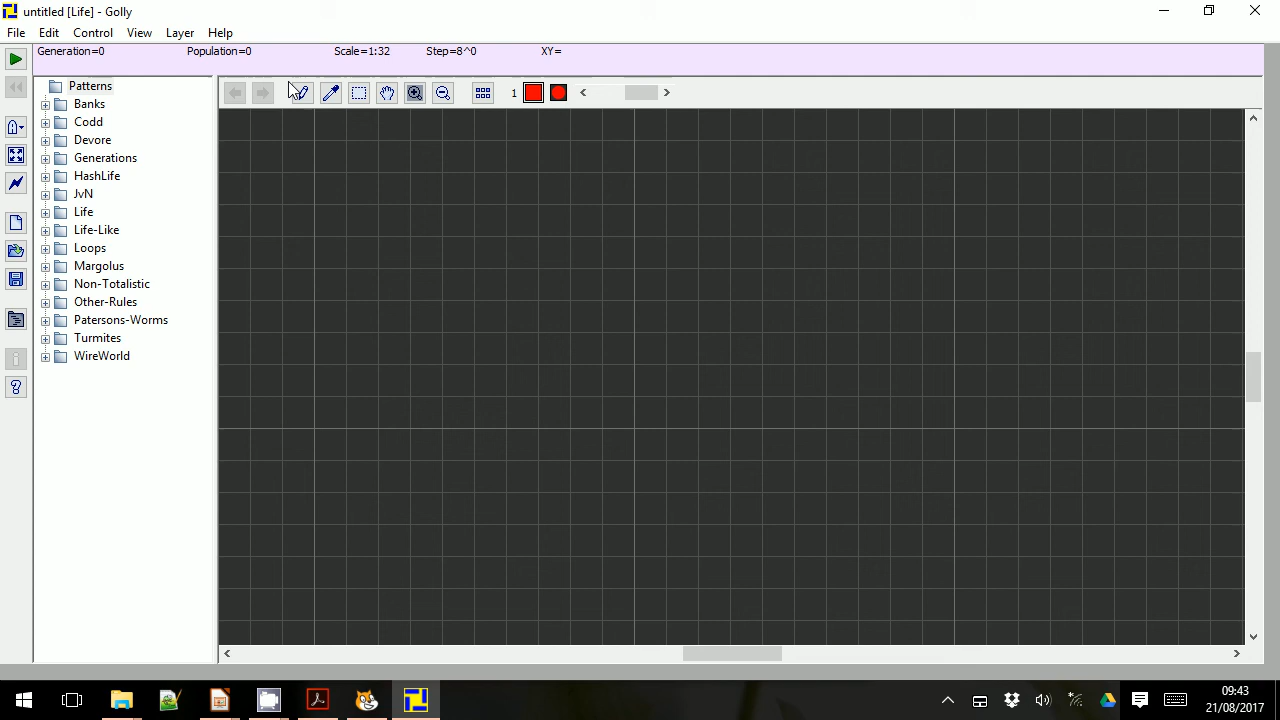 untitled [Life] - Golly
File Edit Control View Layer Help
Generation=0 Population=0 Scale=1:32 Step=8^0 XY=
Patterns
1
Banks
Codd
Devore
Generations
HashLife
JvN
Life
Life-Like
Loops
Margolus
Non-Totalistic
Other-Rules
Patersons-Worms
Turmites
WireWorld
09:43
21/08/2017